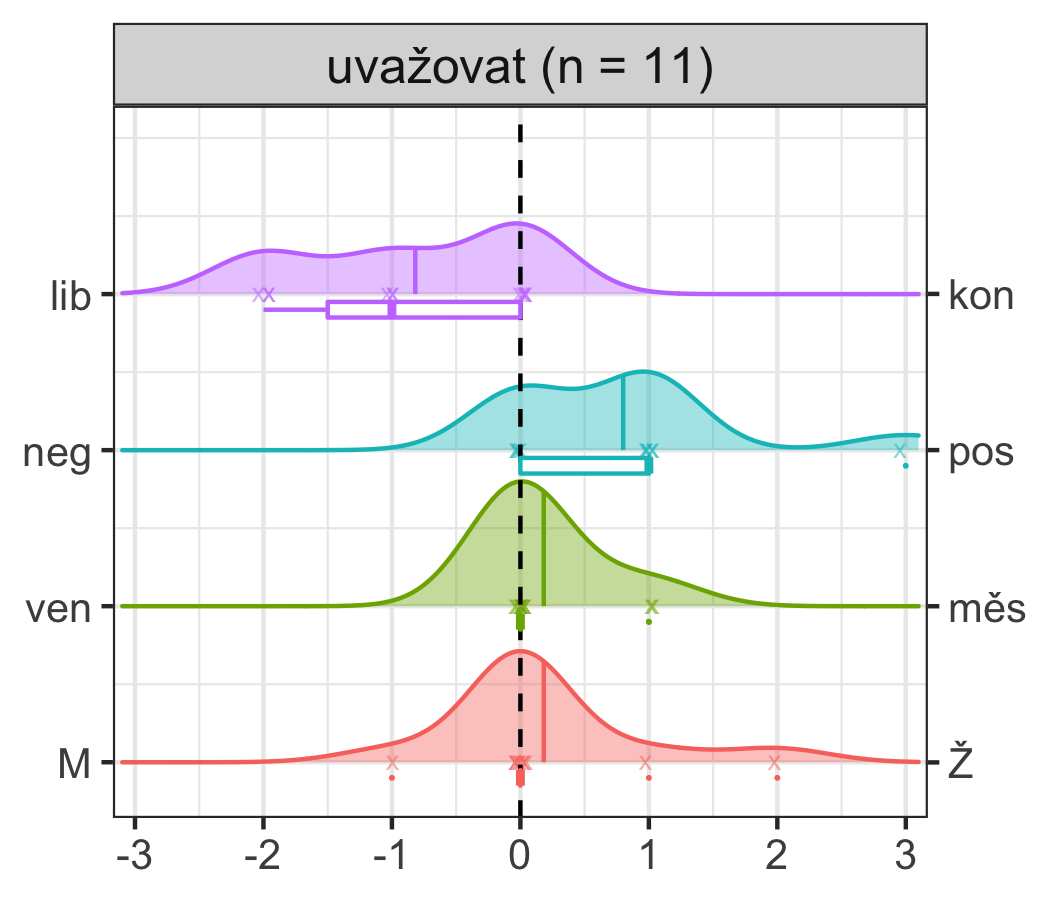 uvažovat (n = 11)
lib kon
neg pos
ven měs
M Ž
-3 -2 -1 0 1 2 3